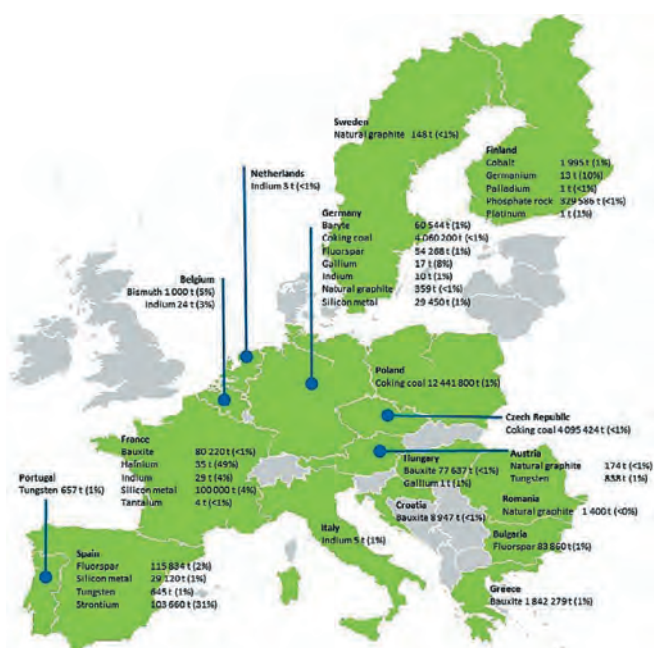 Sweden
Natural graphite 148 t (<1%)
Finland
Cobalt 1 995 t (1%)
Germanium 13 t (10%)
Palladium 1 t (<1%)
Phosphate rock 329 586 t (<1%)
Platinum 1 t (1%)
Netherlands
Indium 3 t (<1%)
Germany
Baryte 60 544 t (1%)
Coking coal 4 060 200 t (<1%)
Fluorspar 54 268 t (1%)
Gallium 17 t (8%)
Indium 10 t (1%)
Natural graphite 359 t (<1%)
Silicon metal 29 450 t (1%)
Belgium
Bismuth 1 000 t (5%)
Indium 24 t (3%)
Poland
Coking coal 12 441 800 t (1%)
Czech Republic
Coking coal 4 095 424 t (<1%)
France
Bauxite 80 220 t (<1%)
Hafnium 35 t (49%)
Indium 29 t (4%)
Silicon metal 100 000 t (4%)
Tantalum 4 t (<1%)
Hungary
Bauxite 77 637 t (<1%)
Gallium 1 t (1%)
Austria
Natural graphite 174 t (<1%)
Tungsten 838 t (1%)
Portugal
Tungsten 657 t (1%)
Croatia
Bauxite 8 947 t (<1%)
Romania
Natural graphite 1 400 t (<0%)
Italy
Indium 5 t (1%)
Bulgaria
Fluorspar 83 860 t (1%)
Spain
Fluorspar 115 834 t (2%)
Silicon metal 29 120 t (1%)
Tungsten 645 t (1%)
Strontium 103 660 t (31%)
Greece
Bauxite 1 842 279 t (1%)